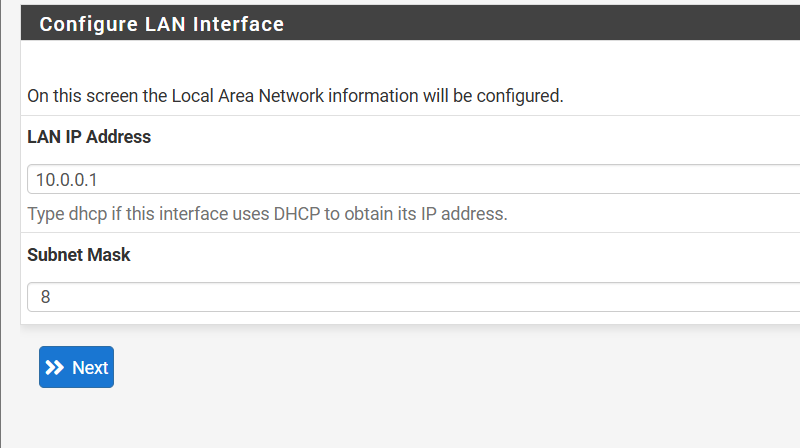 Configure LAN Interface
On this screen the Local Area Network information will be configured.
LAN IP Address
10.0.0.1
Type dhcp if this interface uses DHCP to obtain its IP address.
Subnet Mask
8
Next